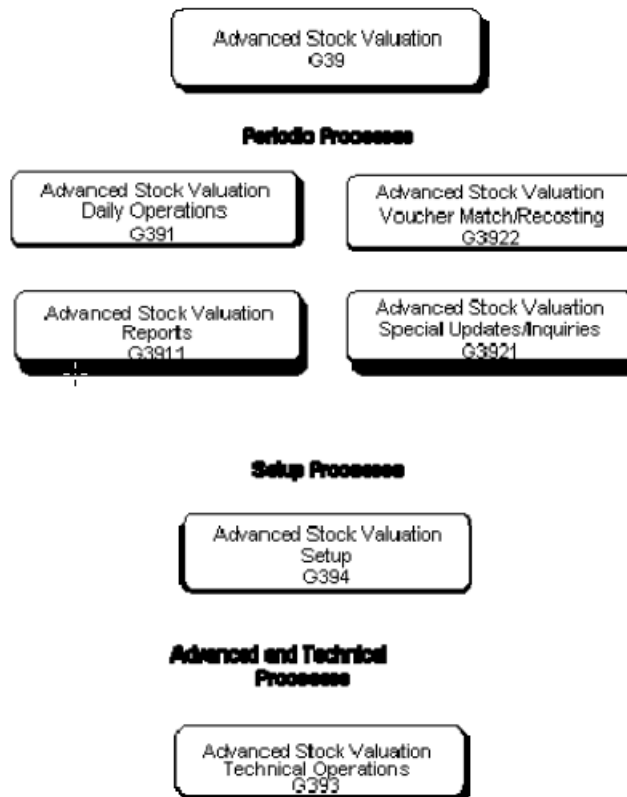 Advanced Stock Valuation
G39
Periodic Processes
Advanced Stock Valuation
Daily Operations
G391
Advanced Stock Valuation
Voucher Match/Recosting
G3922
Advanced Stock Valuation
Reports
G3911
Advanced Stock Valuation
Special Updates/Inquiries
G3921
Setup Processes
Advanced Stock Valuation
Setup
G394
Advanced and Technical
Processes
Advanced Stock Valuation
Technical Operations
G393